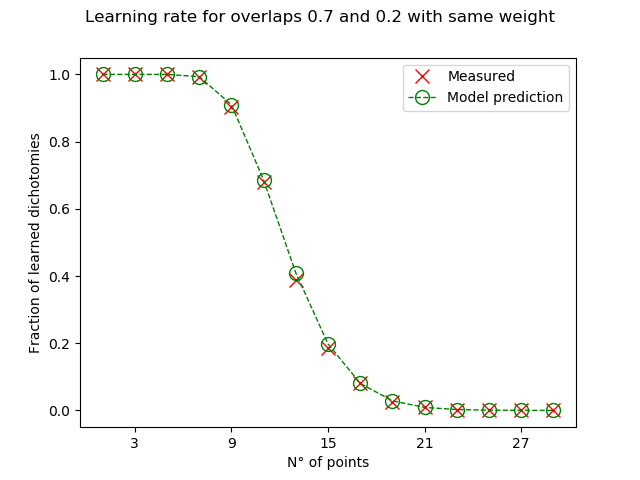 Learning rate for overlaps 0.7 and 0.2 with same weight
Measured
Model prediction
1.0
0.8
0.6
0.4
0.2
0.0
Fraction of learned dichotomies
3 9 15 21 27
N° of points